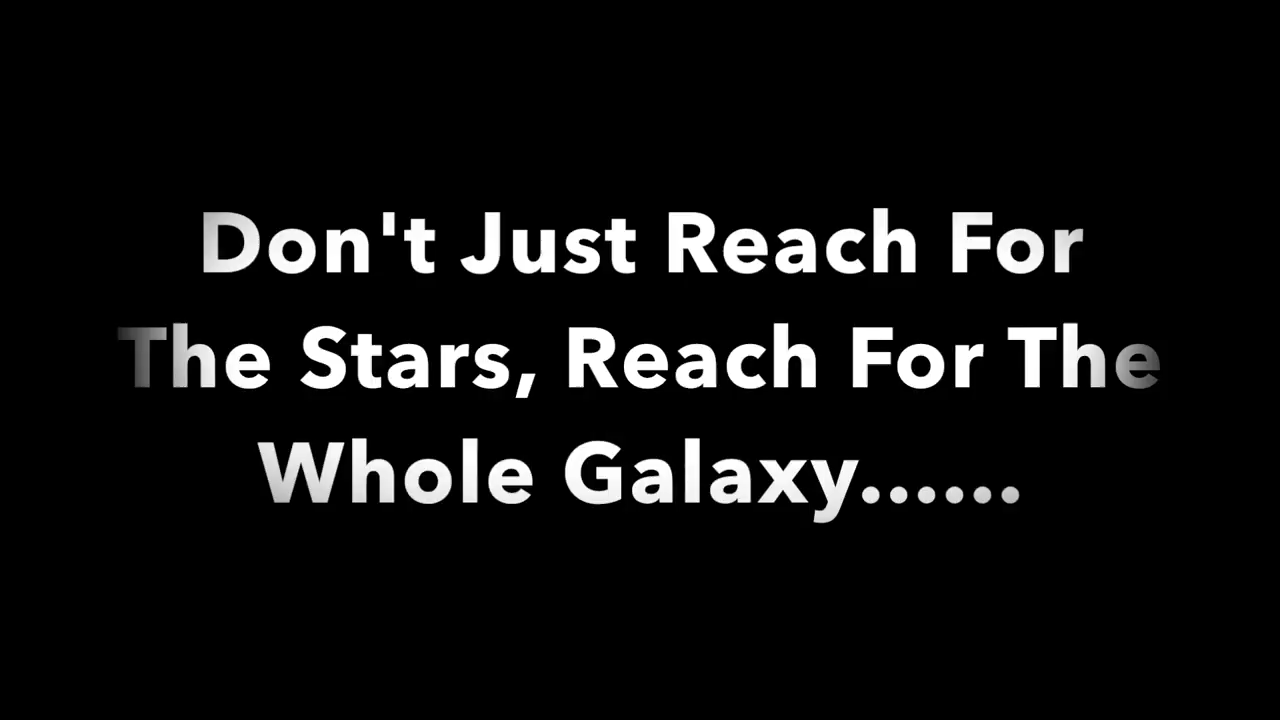 Don't Just Reach For
The Stars, Reach For The
Whole Galaxy......